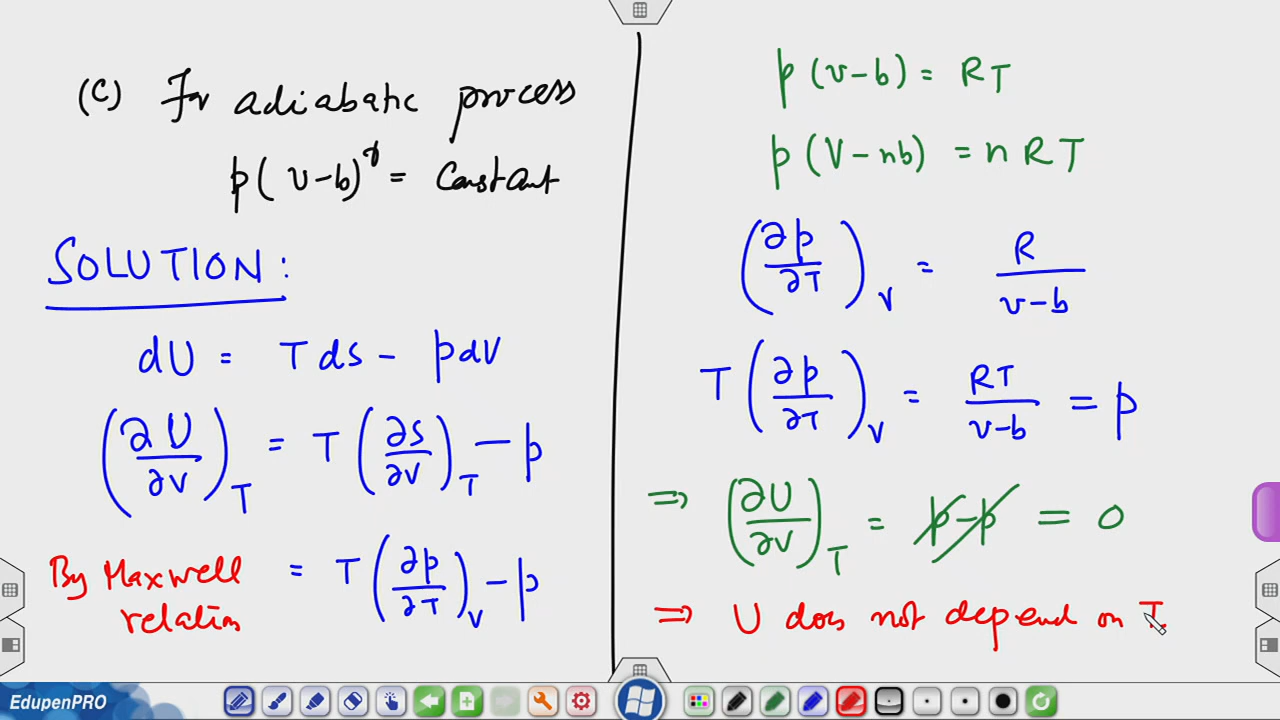 (C) For adiabatic process
p(v-b)^γ = Constant
SOLUTION:
dU = Tds - pdV
(∂U/∂V)_T = T(∂S/∂V)_T - p
By Maxwell relation = T(∂p/∂T)_V - p
p(v-b) = RT
p(V-nb) = nRT
(∂p/∂T)_V = R/(v-b)
T(∂p/∂T)_V = RT/(v-b) = p
⇒ (∂U/∂V)_T = p-p = 0
⇒ U does not depend on T
EdupenPRO